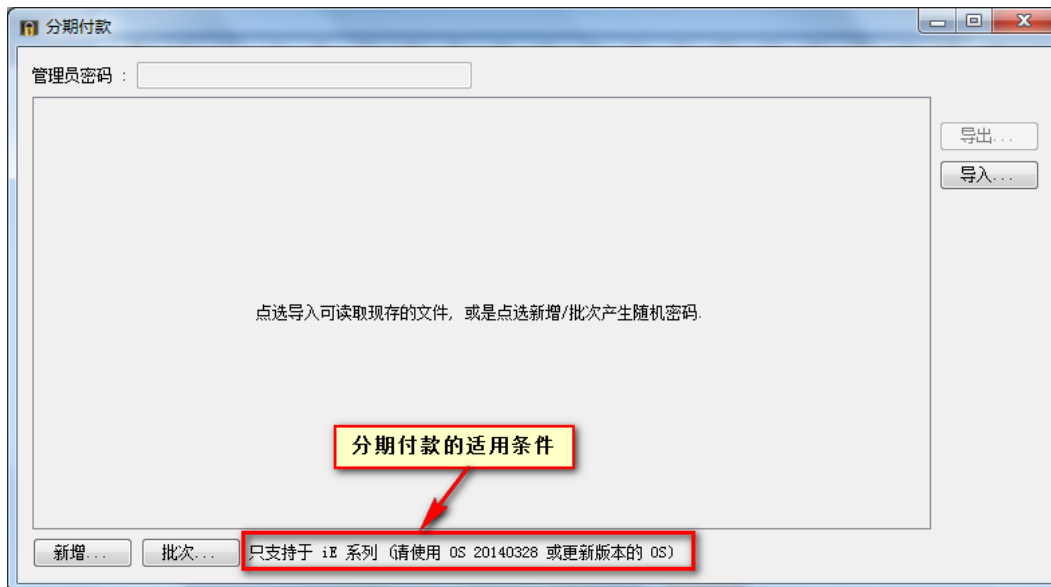 分期付款
管理员密码 :
导出...
导入...
点选导入可读取现存的文件, 或是点选新增/批次产生随机密码.
分期付款的适用条件
新增...
批次...
只支持于 iE 系列 (请使用 OS 20140328 或更新版本的 OS)